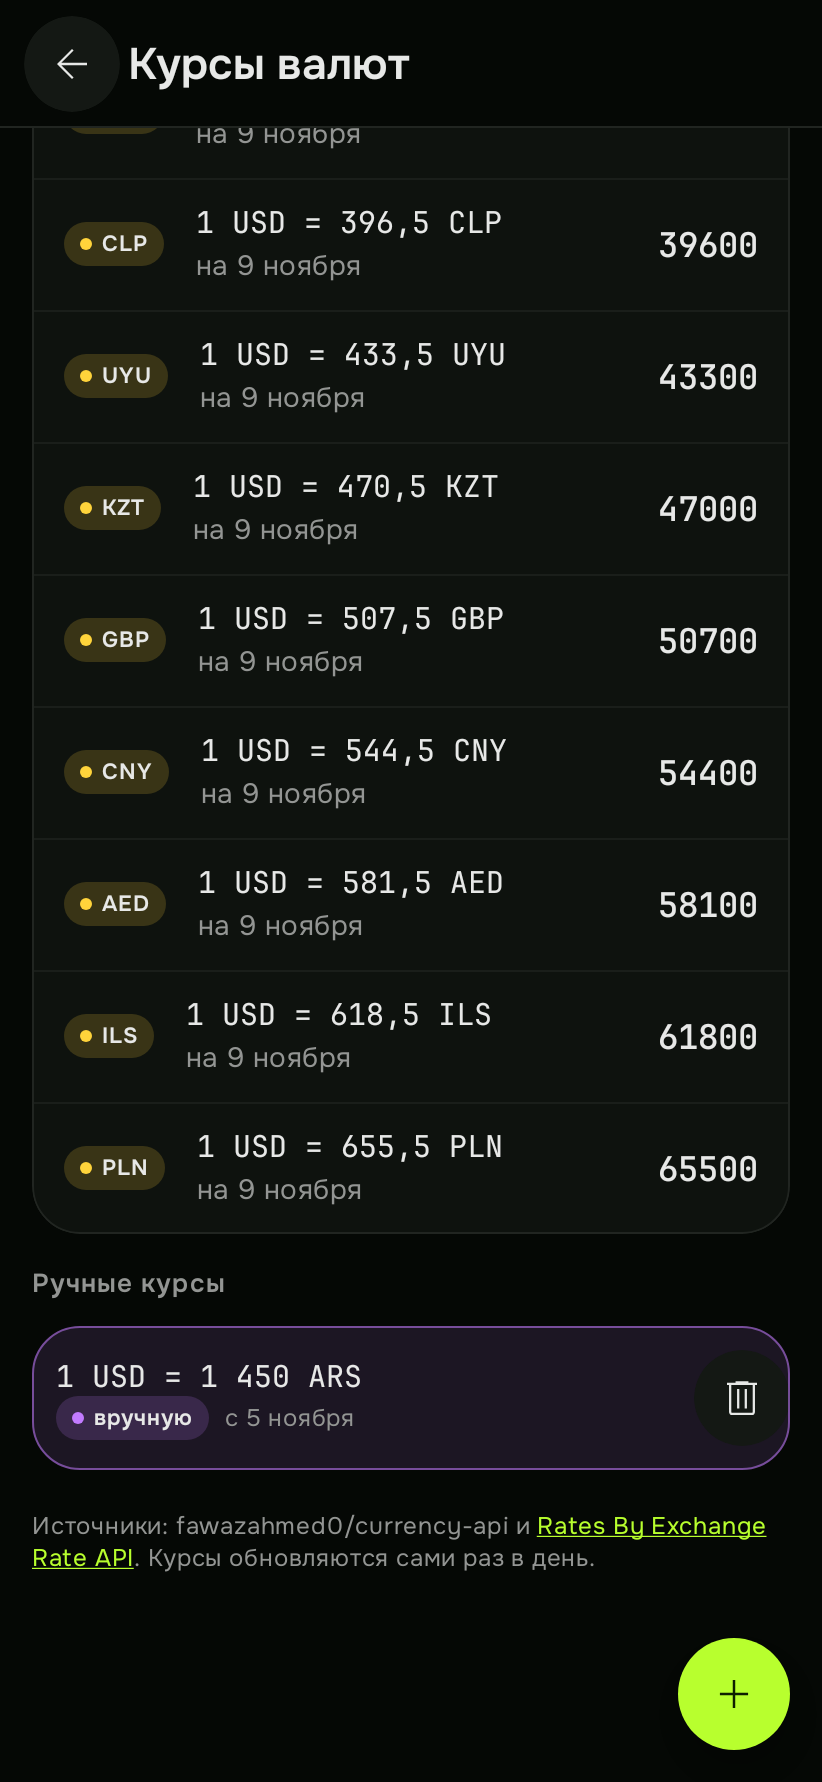 Курсы валют
на 9 ноября
CLP
1 USD = 396,5 CLP
на 9 ноября
39600
UYU
1 USD = 433,5 UYU
на 9 ноября
43300
KZT
1 USD = 470,5 KZT
на 9 ноября
47000
GBP
1 USD = 507,5 GBP
на 9 ноября
50700
CNY
1 USD = 544,5 CNY
на 9 ноября
54400
AED
1 USD = 581,5 AED
на 9 ноября
58100
ILS
1 USD = 618,5 ILS
на 9 ноября
61800
PLN
1 USD = 655,5 PLN
на 9 ноября
65500
Ручные курсы
1 USD = 1 450 ARS
вручную с 5 ноября
Источники: fawazahmed0/currency-api и Rates By Exchange
Rate API. Курсы обновляются сами раз в день.